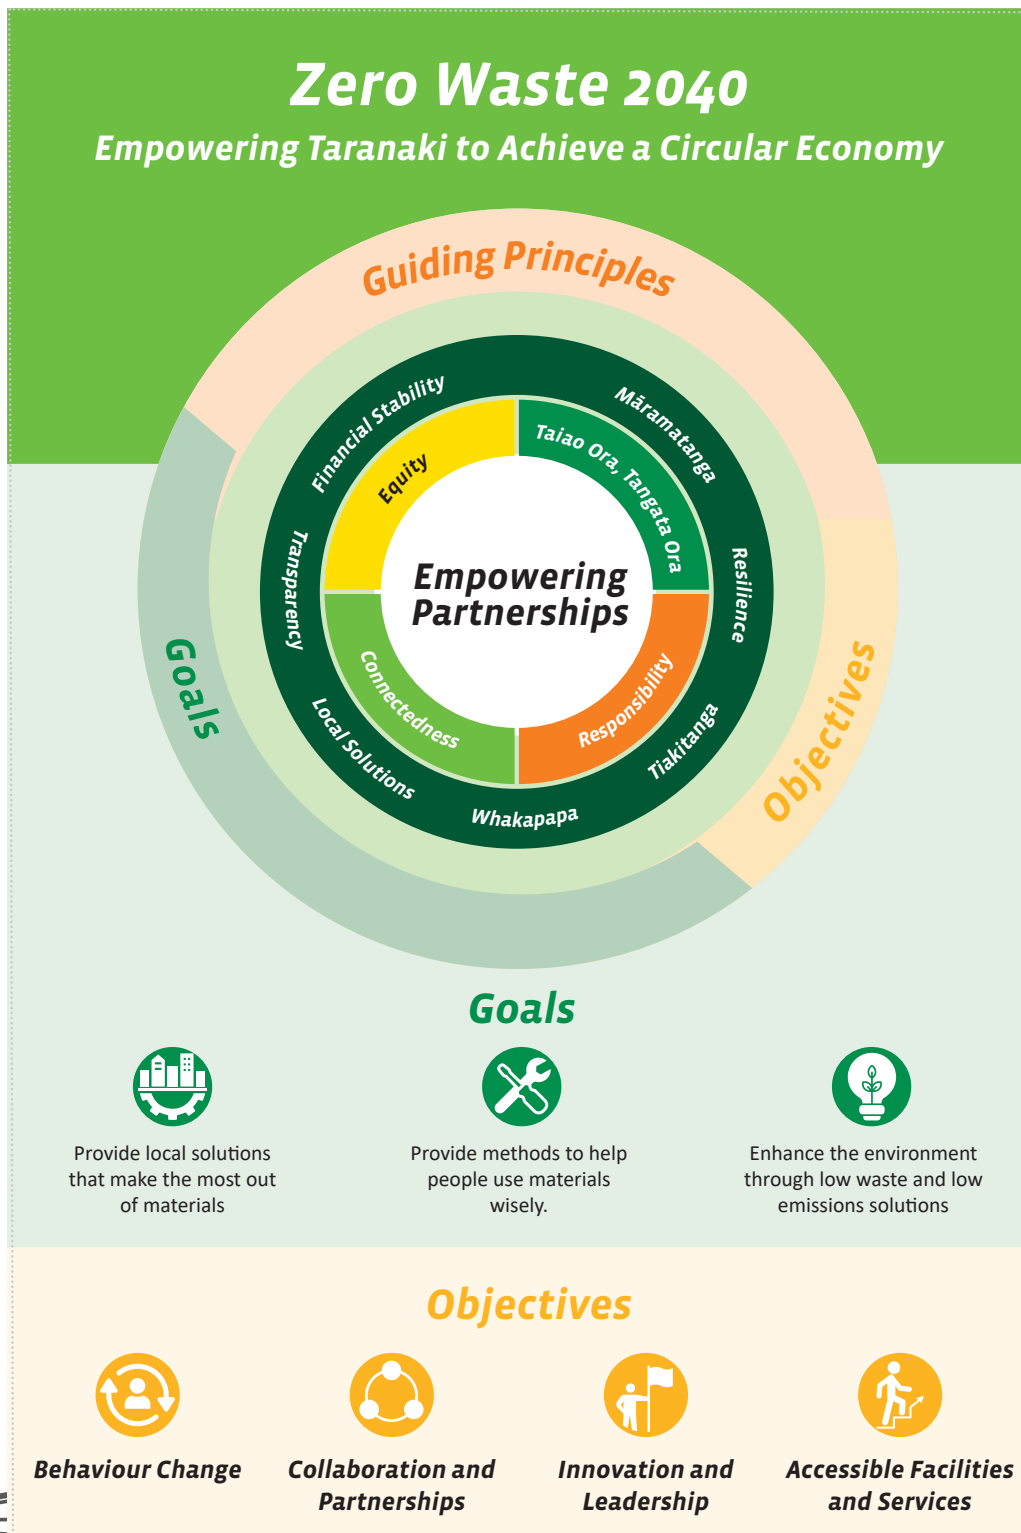 Zero Waste 2040
Empowering Taranaki to Achieve a Circular Economy
Guiding Principles
Financial Stability
Māramatanga
Equity
Taiao Ora, Tangata Ora
Transparency
Resilience
Empowering
Partnerships
Goals
Objectives
Connectedness
Responsibility
Local Solutions
Tiakitanga
Whakapapa
Goals
Provide local solutions
that make the most out
of materials
Provide methods to help
people use materials
wisely.
Enhance the environment
through low waste and low
emissions solutions
Objectives
Behaviour Change
Collaboration and
Partnerships
Innovation and
Leadership
Accessible Facilities
and Services